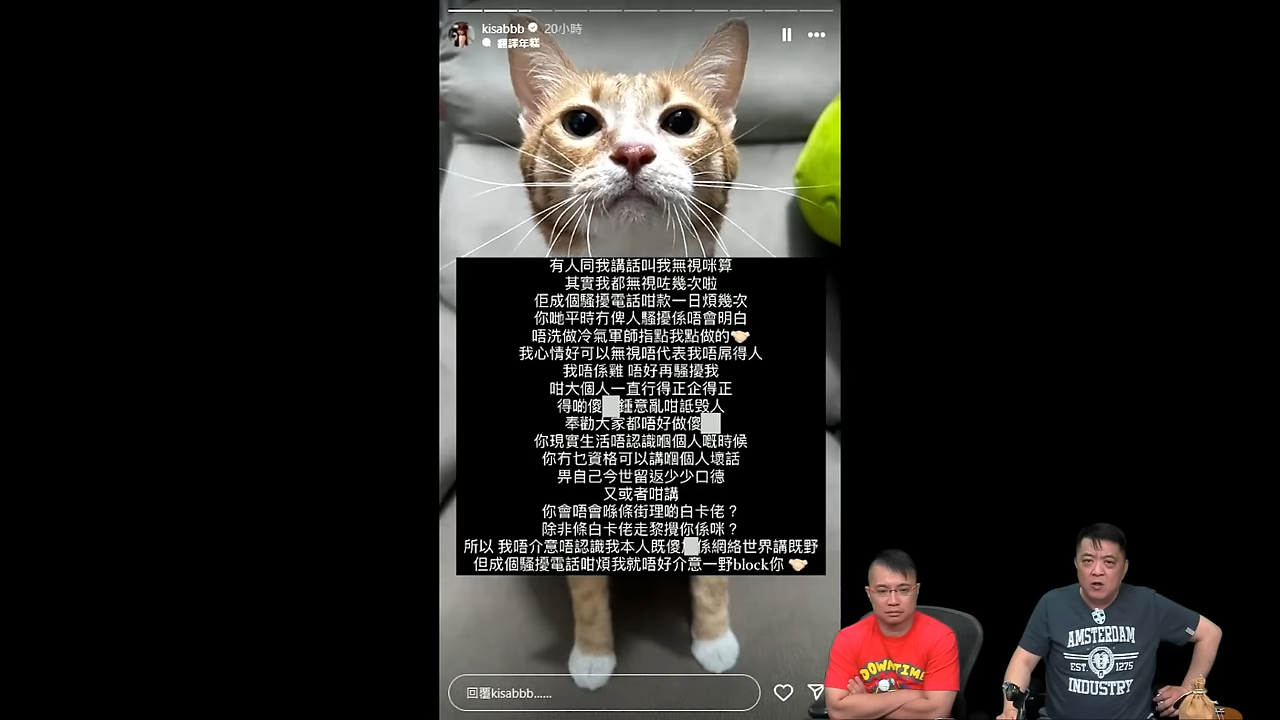 kisabbb 20小時
翻譯年糕
有人同我講話叫我無視咪算
其實我都無視咗幾次啦
佢成個騷擾電話咁款一日煩幾次
你哋平時冇俾人騷擾係唔會明白
唔洗做冷氣軍師指點我點做的
我心情好可以無視唔代表我唔屌得人
我唔係雞 唔好再騷擾我
咁大個人一直行得正企得正
得啲傻 鍾意亂咁詆毀人
奉勸大家都唔好做傻
你現實生活唔認識嗰個人嘅時候
你冇乜資格可以講嗰個人壞話
畀自己今世留返少少口德
又或者咁講
你會唔會喺條街理啲白卡佬？
除非條白卡佬走黎攪你係咪？
所以 我唔介意唔認識我本人既傻 係網絡世界講既野
但成個騷擾電話咁煩我就唔好介意一野block你
回覆kisabbb......
DOWNTIME
AMSTERDAM
EST. 1275
INDUSTRY